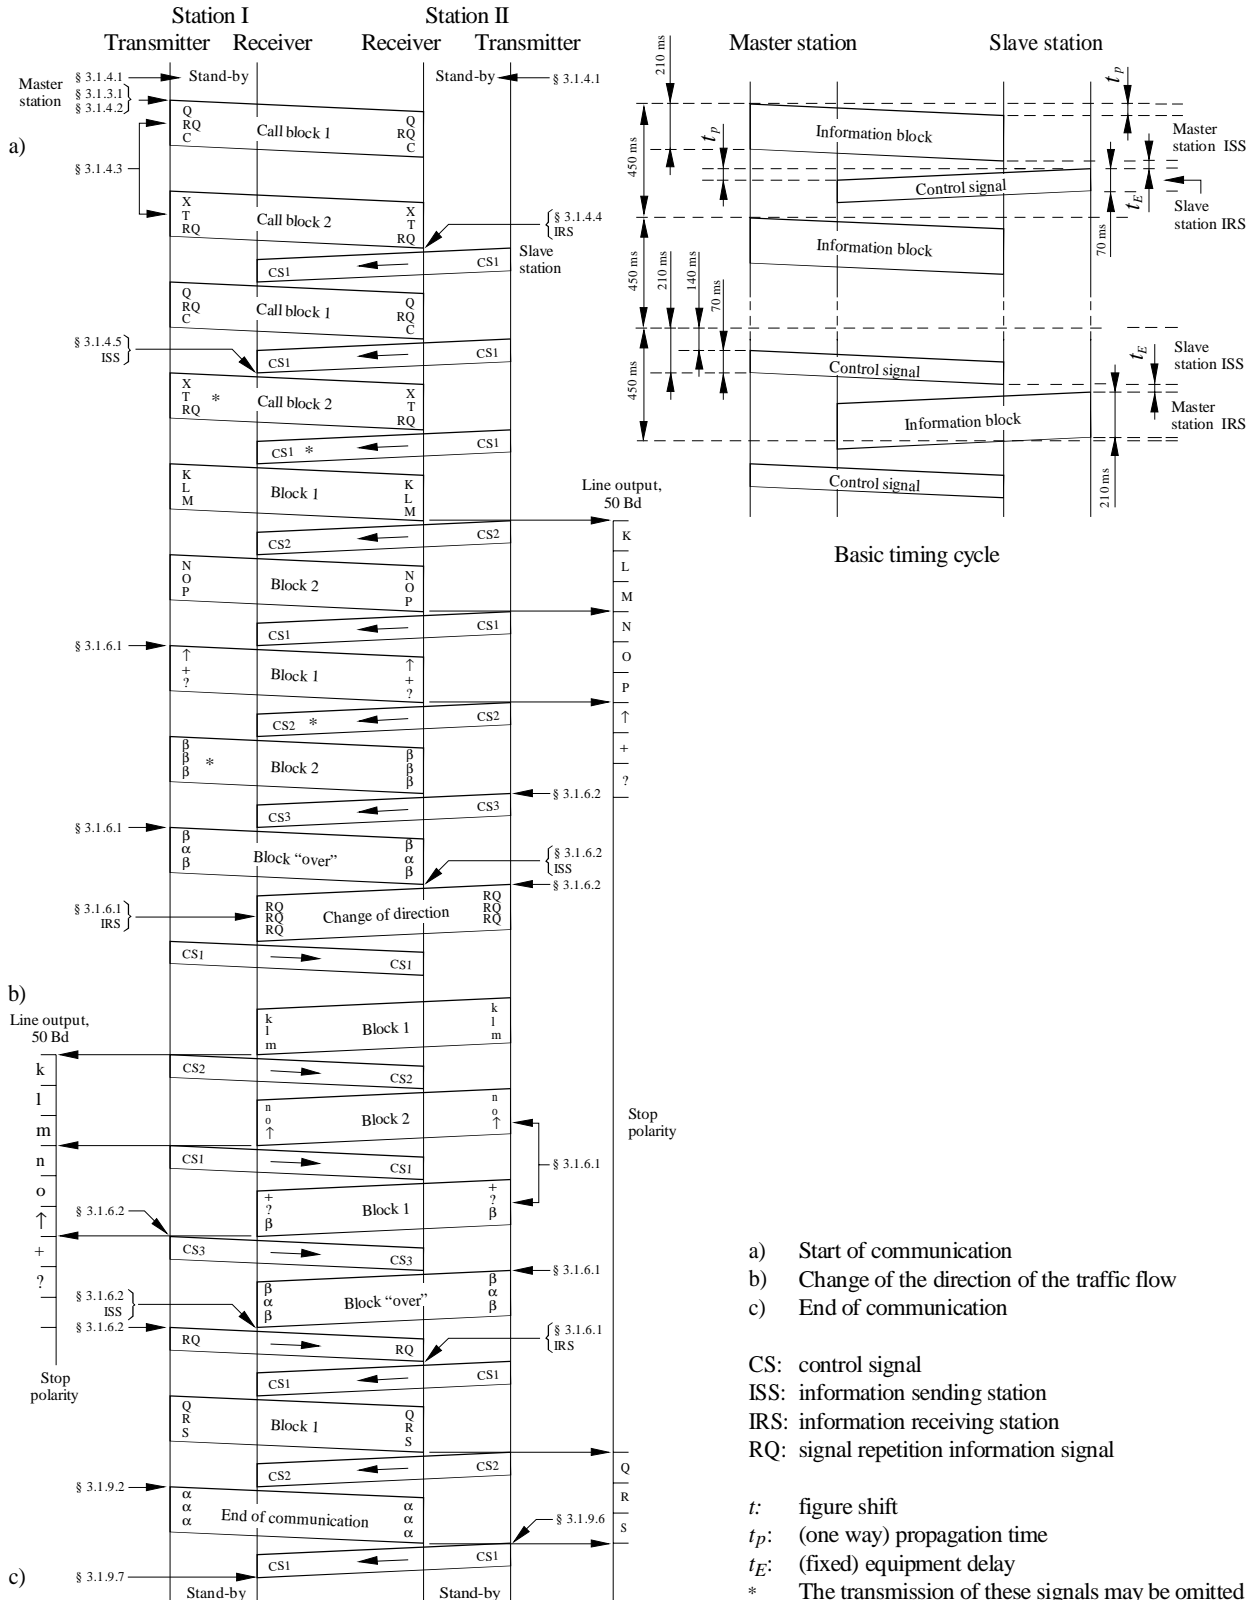 Station I
Station II
Transmitter Receiver Receiver Transmitter
§ 3.1.4.1
Stand-by
Stand-by
§ 3.1.4.1
Master
station
§ 3.1.3.1
§ 3.1.4.2
Q
RQ
C
Call block 1
Q
RQ
C
a)
§ 3.1.4.3
X
T
RQ
Call block 2
X
T
RQ
§ 3.1.4.4
IRS
Slave
station
CS1
CS1
Q
RQ
C
Call block 1
Q
RQ
C
§ 3.1.4.5
ISS
CS1
CS1
X
T *
RQ
Call block 2
X
T
RQ
CS1 *
CS1
K
L
M
Block 1
K
L
M
Line output,
50 Bd
CS2
CS2
K
L
M
N
O
P
↑
+
?
N
O
P
Block 2
N
O
P
CS1
CS1
§ 3.1.6.1
↑
+
?
Block 1
↑
+
?
CS2 *
CS2
β
β *
β
Block 2
β
β
β
§ 3.1.6.2
CS3
CS3
§ 3.1.6.1
β
α
β
Block “over”
β
α
β
§ 3.1.6.2
ISS
§ 3.1.6.2
§ 3.1.6.1
IRS
RQ
RQ
RQ
Change of direction
RQ
RQ
RQ
CS1
CS1
b)
Line output,
50 Bd
k
l
m
n
o
↑
+
?
Stop
polarity
k
l
m
Block 1
k
l
m
CS2
CS2
n
o
↑
Block 2
n
o
↑
Stop
polarity
CS1
CS1
§ 3.1.6.1
+
?
β
Block 1
+
?
β
§ 3.1.6.2
CS3
CS3
§ 3.1.6.1
β
α
β
Block “over”
β
α
β
§ 3.1.6.2
ISS
§ 3.1.6.2
RQ
RQ
§ 3.1.6.1
IRS
CS1
CS1
Q
R
S
Block 1
Q
R
S
CS2
CS2
Q
R
S
§ 3.1.9.2
α
α
α
End of communication
α
α
α
§ 3.1.9.6
CS1
CS1
§ 3.1.9.7
c)
Stand-by
Stand-by
Master station
Slave station
210 ms
450 ms
tp
tp
Information block
Master
station ISS
Control signal
tE
Slave
station IRS
70 ms
Information block
450 ms
210 ms
140 ms
70 ms
450 ms
Control signal
tE
Slave
station ISS
Information block
Master
station IRS
Control signal
210 ms
Basic timing cycle
a) Start of communication
b) Change of the direction of the traffic flow
c) End of communication
CS: control signal
ISS: information sending station
IRS: information receiving station
RQ: signal repetition information signal
t: figure shift
tp: (one way) propagation time
tE: (fixed) equipment delay
* The transmission of these signals may be omitted